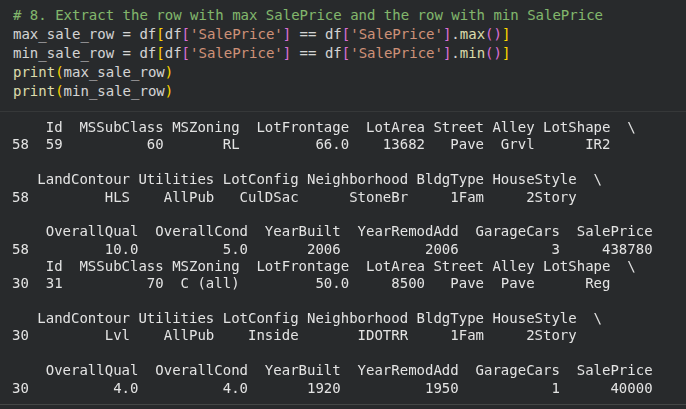 # 8. Extract the row with max SalePrice and the row with min SalePrice
max_sale_row = df[df['SalePrice'] == df['SalePrice'].max()]
min_sale_row = df[df['SalePrice'] == df['SalePrice'].min()]
print(max_sale_row)
print(min_sale_row)
    Id  MSSubClass MSZoning  LotFrontage  LotArea Street Alley LotShape  \
58  59          60       RL         66.0    13682   Pave  Grvl      IR2
   LandContour Utilities LotConfig Neighborhood BldgType HouseStyle  \
58         HLS    AllPub   CulDSac      StoneBr     1Fam     2Story
    OverallQual  OverallCond  YearBuilt  YearRemodAdd  GarageCars  SalePrice
58         10.0          5.0       2006          2006           3     438780
    Id  MSSubClass MSZoning  LotFrontage  LotArea Street Alley LotShape  \
30  31          70  C (all)         50.0     8500   Pave  Pave      Reg
   LandContour Utilities LotConfig Neighborhood BldgType HouseStyle  \
30         Lvl    AllPub    Inside       IDOTRR     1Fam     2Story
    OverallQual  OverallCond  YearBuilt  YearRemodAdd  GarageCars  SalePrice
30          4.0          4.0       1920          1950           1      40000